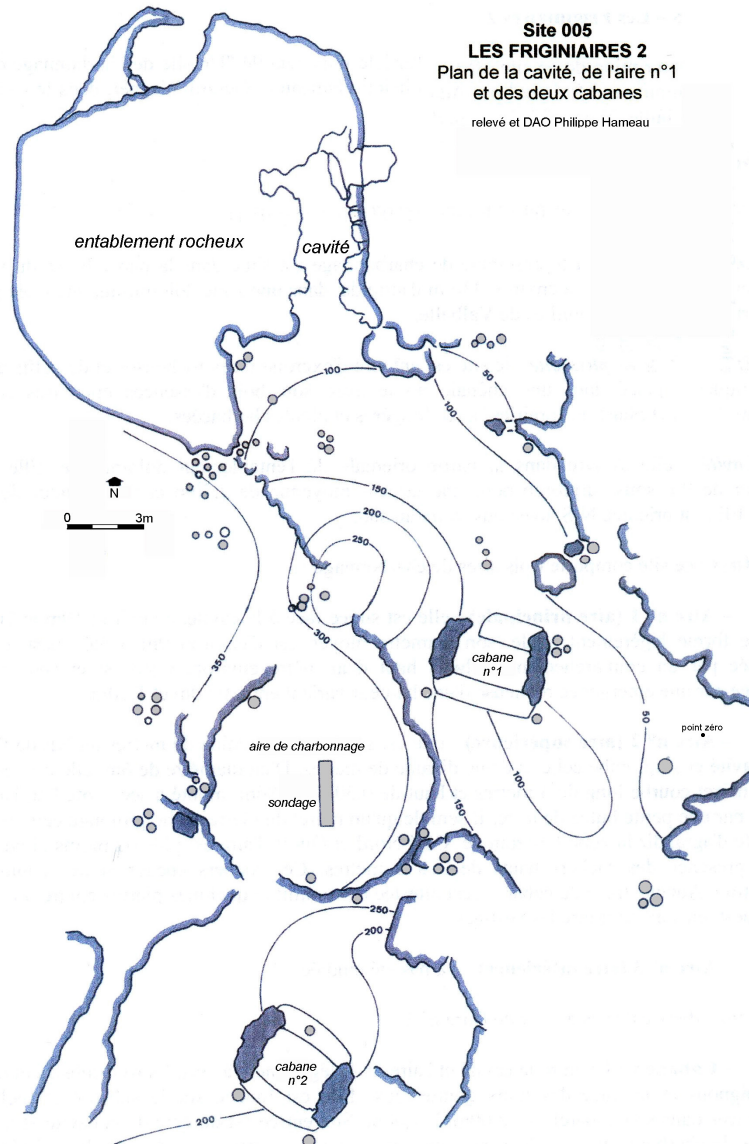 Site 005
LES FRIGINIAIRES 2
Plan de la cavité, de l'aire n°1
et des deux cabanes
relevé et DAO Philippe Hameau
entablement rocheux
cavité
100
50
100
N
0 3m
150
200
250
300
350
cabane
n°1
50
point zéro
aire de charbonnage
sondage
100
150
250
200
cabane
n°2
200